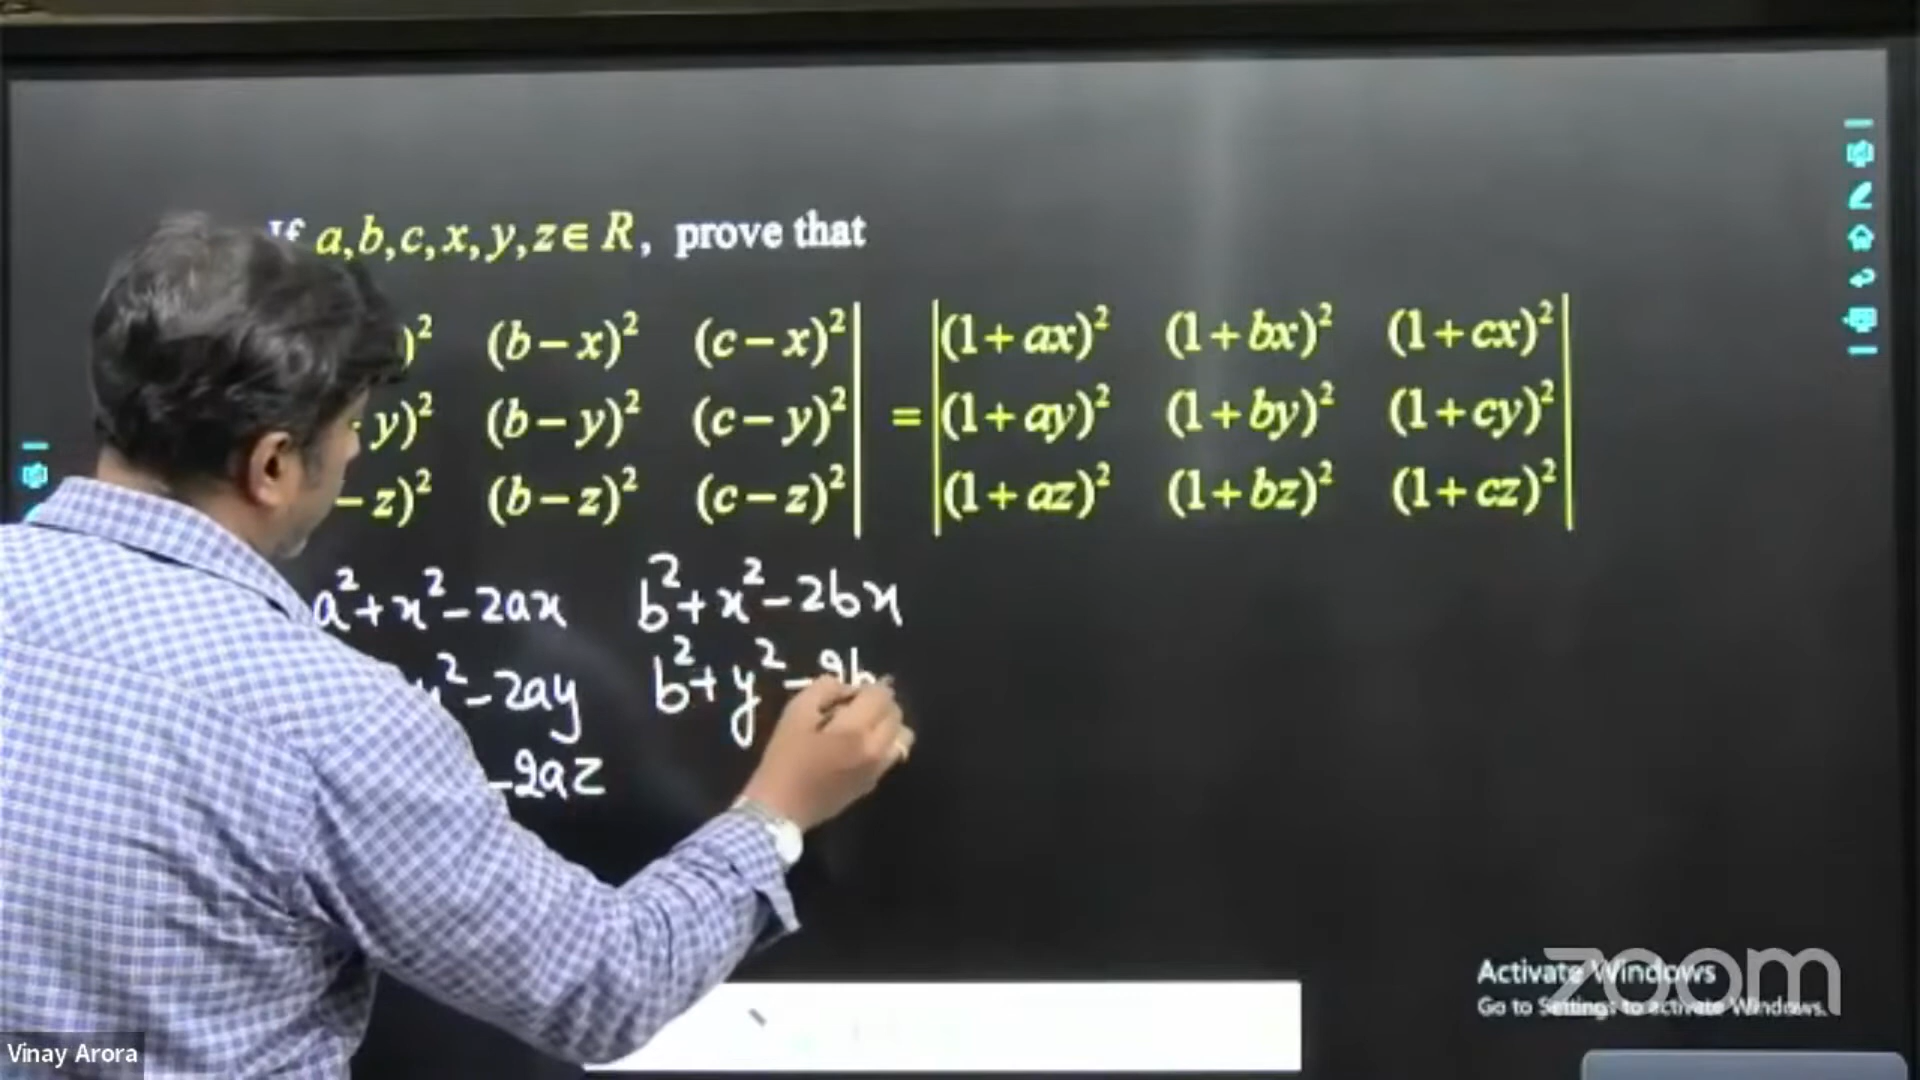 If a,b,c,x,y,z∈R, prove that
)² (b−x)² (c−x)² (1+ax)² (1+bx)² (1+cx)²
y)² (b−y)² (c−y)² = (1+ay)² (1+by)² (1+cy)²
−z)² (b−z)² (c−z)² (1+az)² (1+bz)² (1+cz)²
a²+x²−2ax b²+x²−2bx
y²−2ay b²+y²−2b
−2az
Activate Windows
Go to Settings to activate Windows.
zoom
Vinay Arora